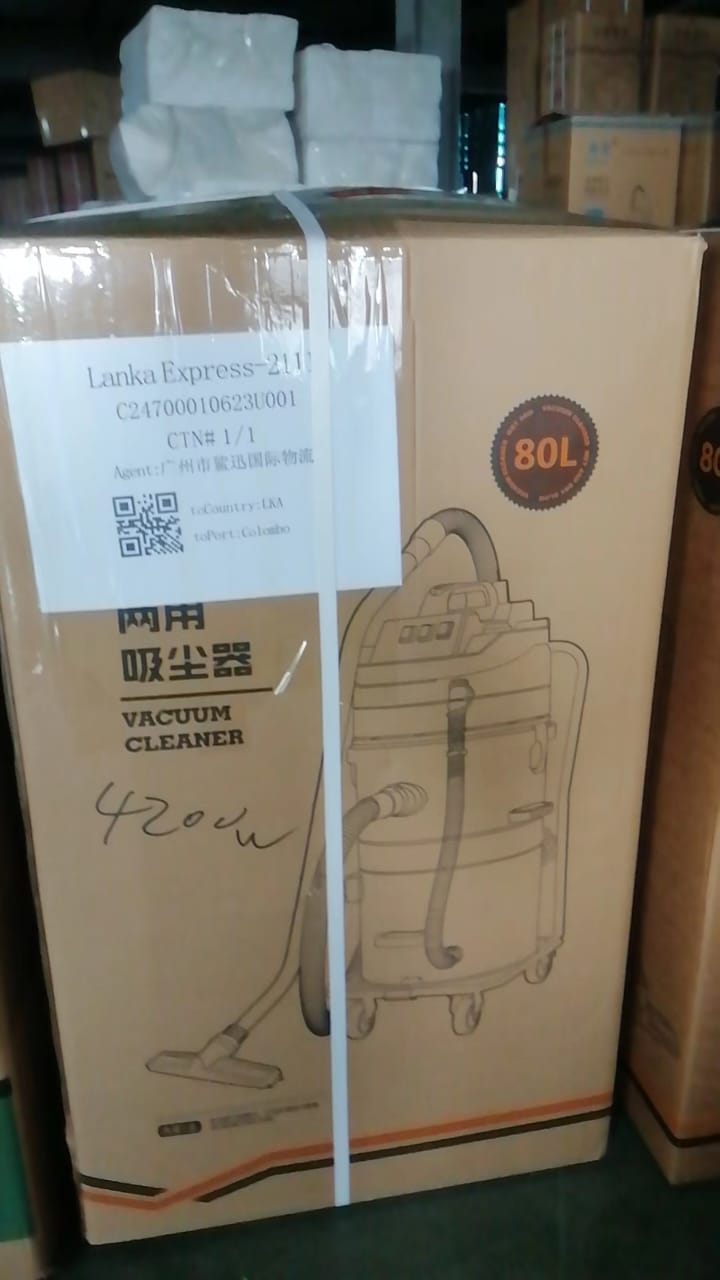 Lanka Express-2111
C24700010623U001
CTN# 1/1
Agent:广州市鲨迅国际物流
toCountry:LKA
toPort:Colombo
80L
两用
吸尘器
VACUUM
CLEANER
4200W